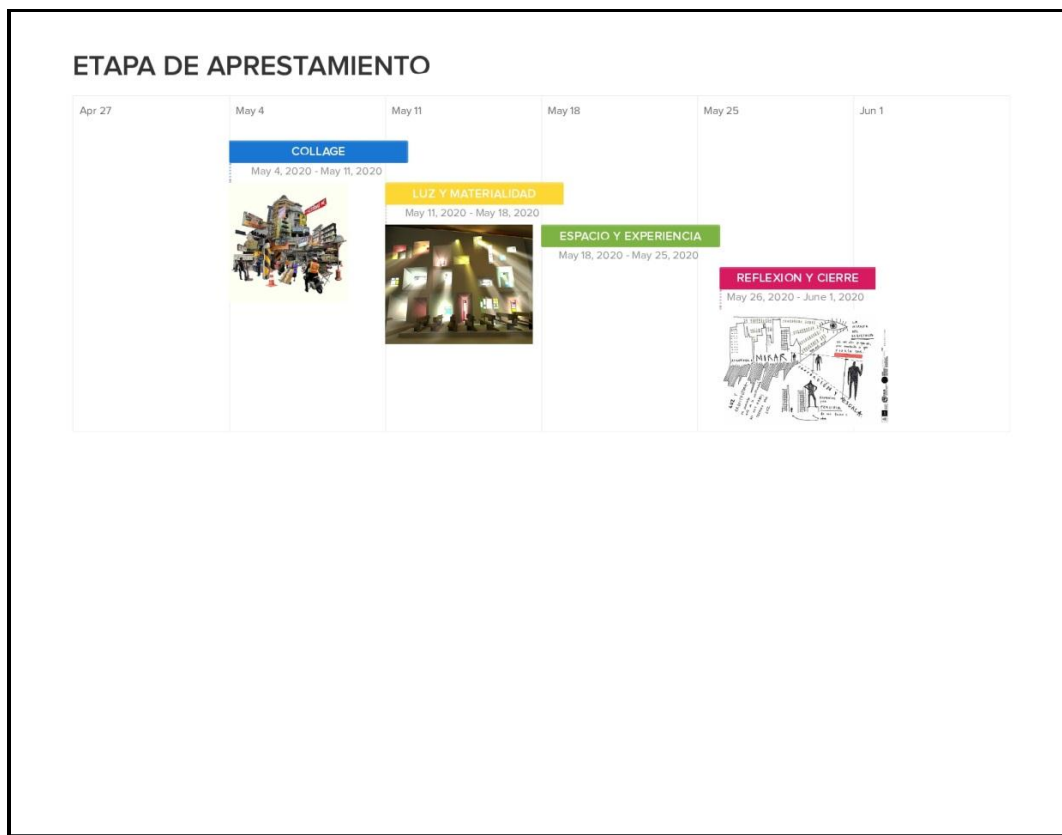 ETAPA DE APRESTAMIENTO
Apr 27
May 4
May 11
May 18
May 25
Jun 1
COLLAGE
May 4, 2020 - May 11, 2020
LUZ Y MATERIALIDAD
May 11, 2020 - May 18, 2020
ESPACIO Y EXPERIENCIA
May 18, 2020 - May 25, 2020
REFLEXION Y CIERRE
May 26, 2020 - June 1, 2020
MIRAR